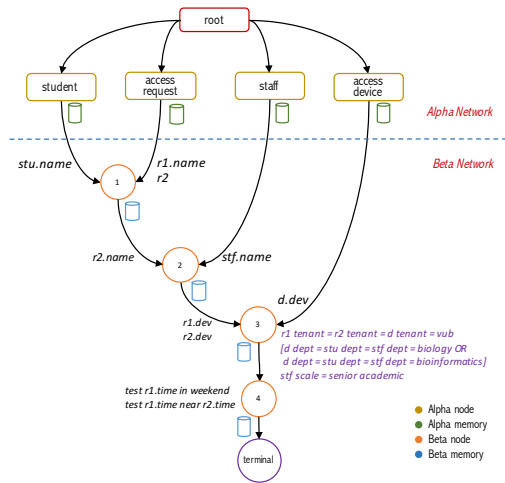 root
student
access
request
staff
access
device
Alpha Network
Beta Network
stu.name
r1.name
r2
1
r2.name
2
stf.name
r1.dev
r2.dev
d.dev
3
r1 tenant = r2 tenant = d tenant = vub
[d dept = stu dept = stf dept = biology OR
d dept = stu dept = stf dept = bioinformatics]
stf scale = senior academic
test r1.time in weekend
test r1.time near r2.time
4
terminal
Alpha node
Alpha memory
Beta node
Beta memory